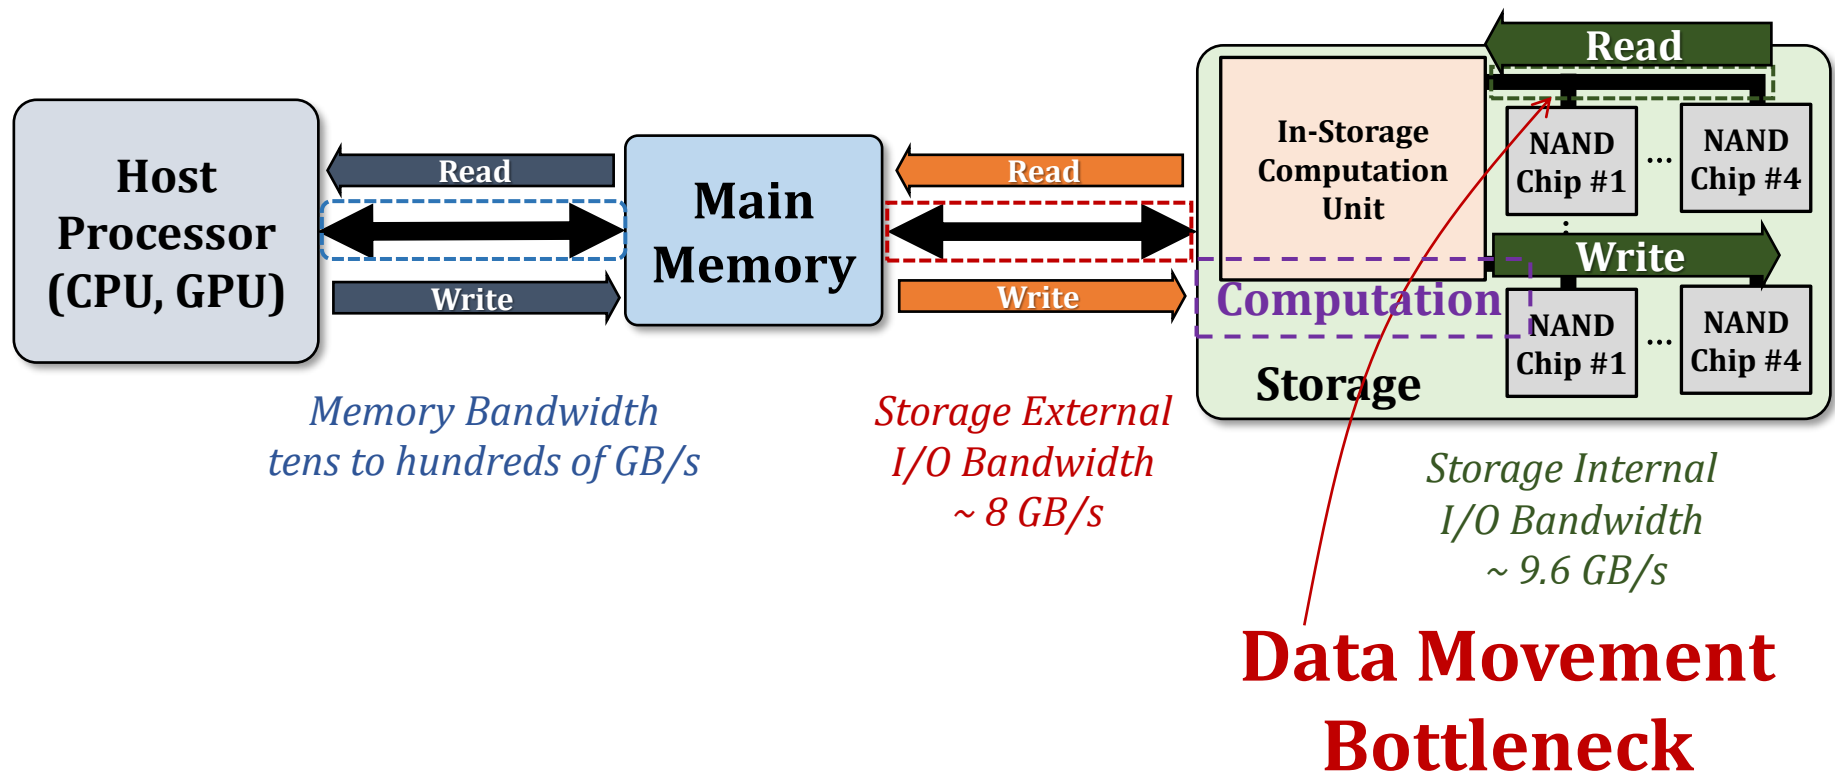 Host
Processor
(CPU, GPU)
Read
Write
Main
Memory
Read
Write
In-Storage
Computation
Unit
Computation
Storage
Read
NAND
Chip #1
...
NAND
Chip #4
Write
NAND
Chip #1
...
NAND
Chip #4
Memory Bandwidth
tens to hundreds of GB/s
Storage External
I/O Bandwidth
~ 8 GB/s
Storage Internal
I/O Bandwidth
~ 9.6 GB/s
Data Movement
Bottleneck